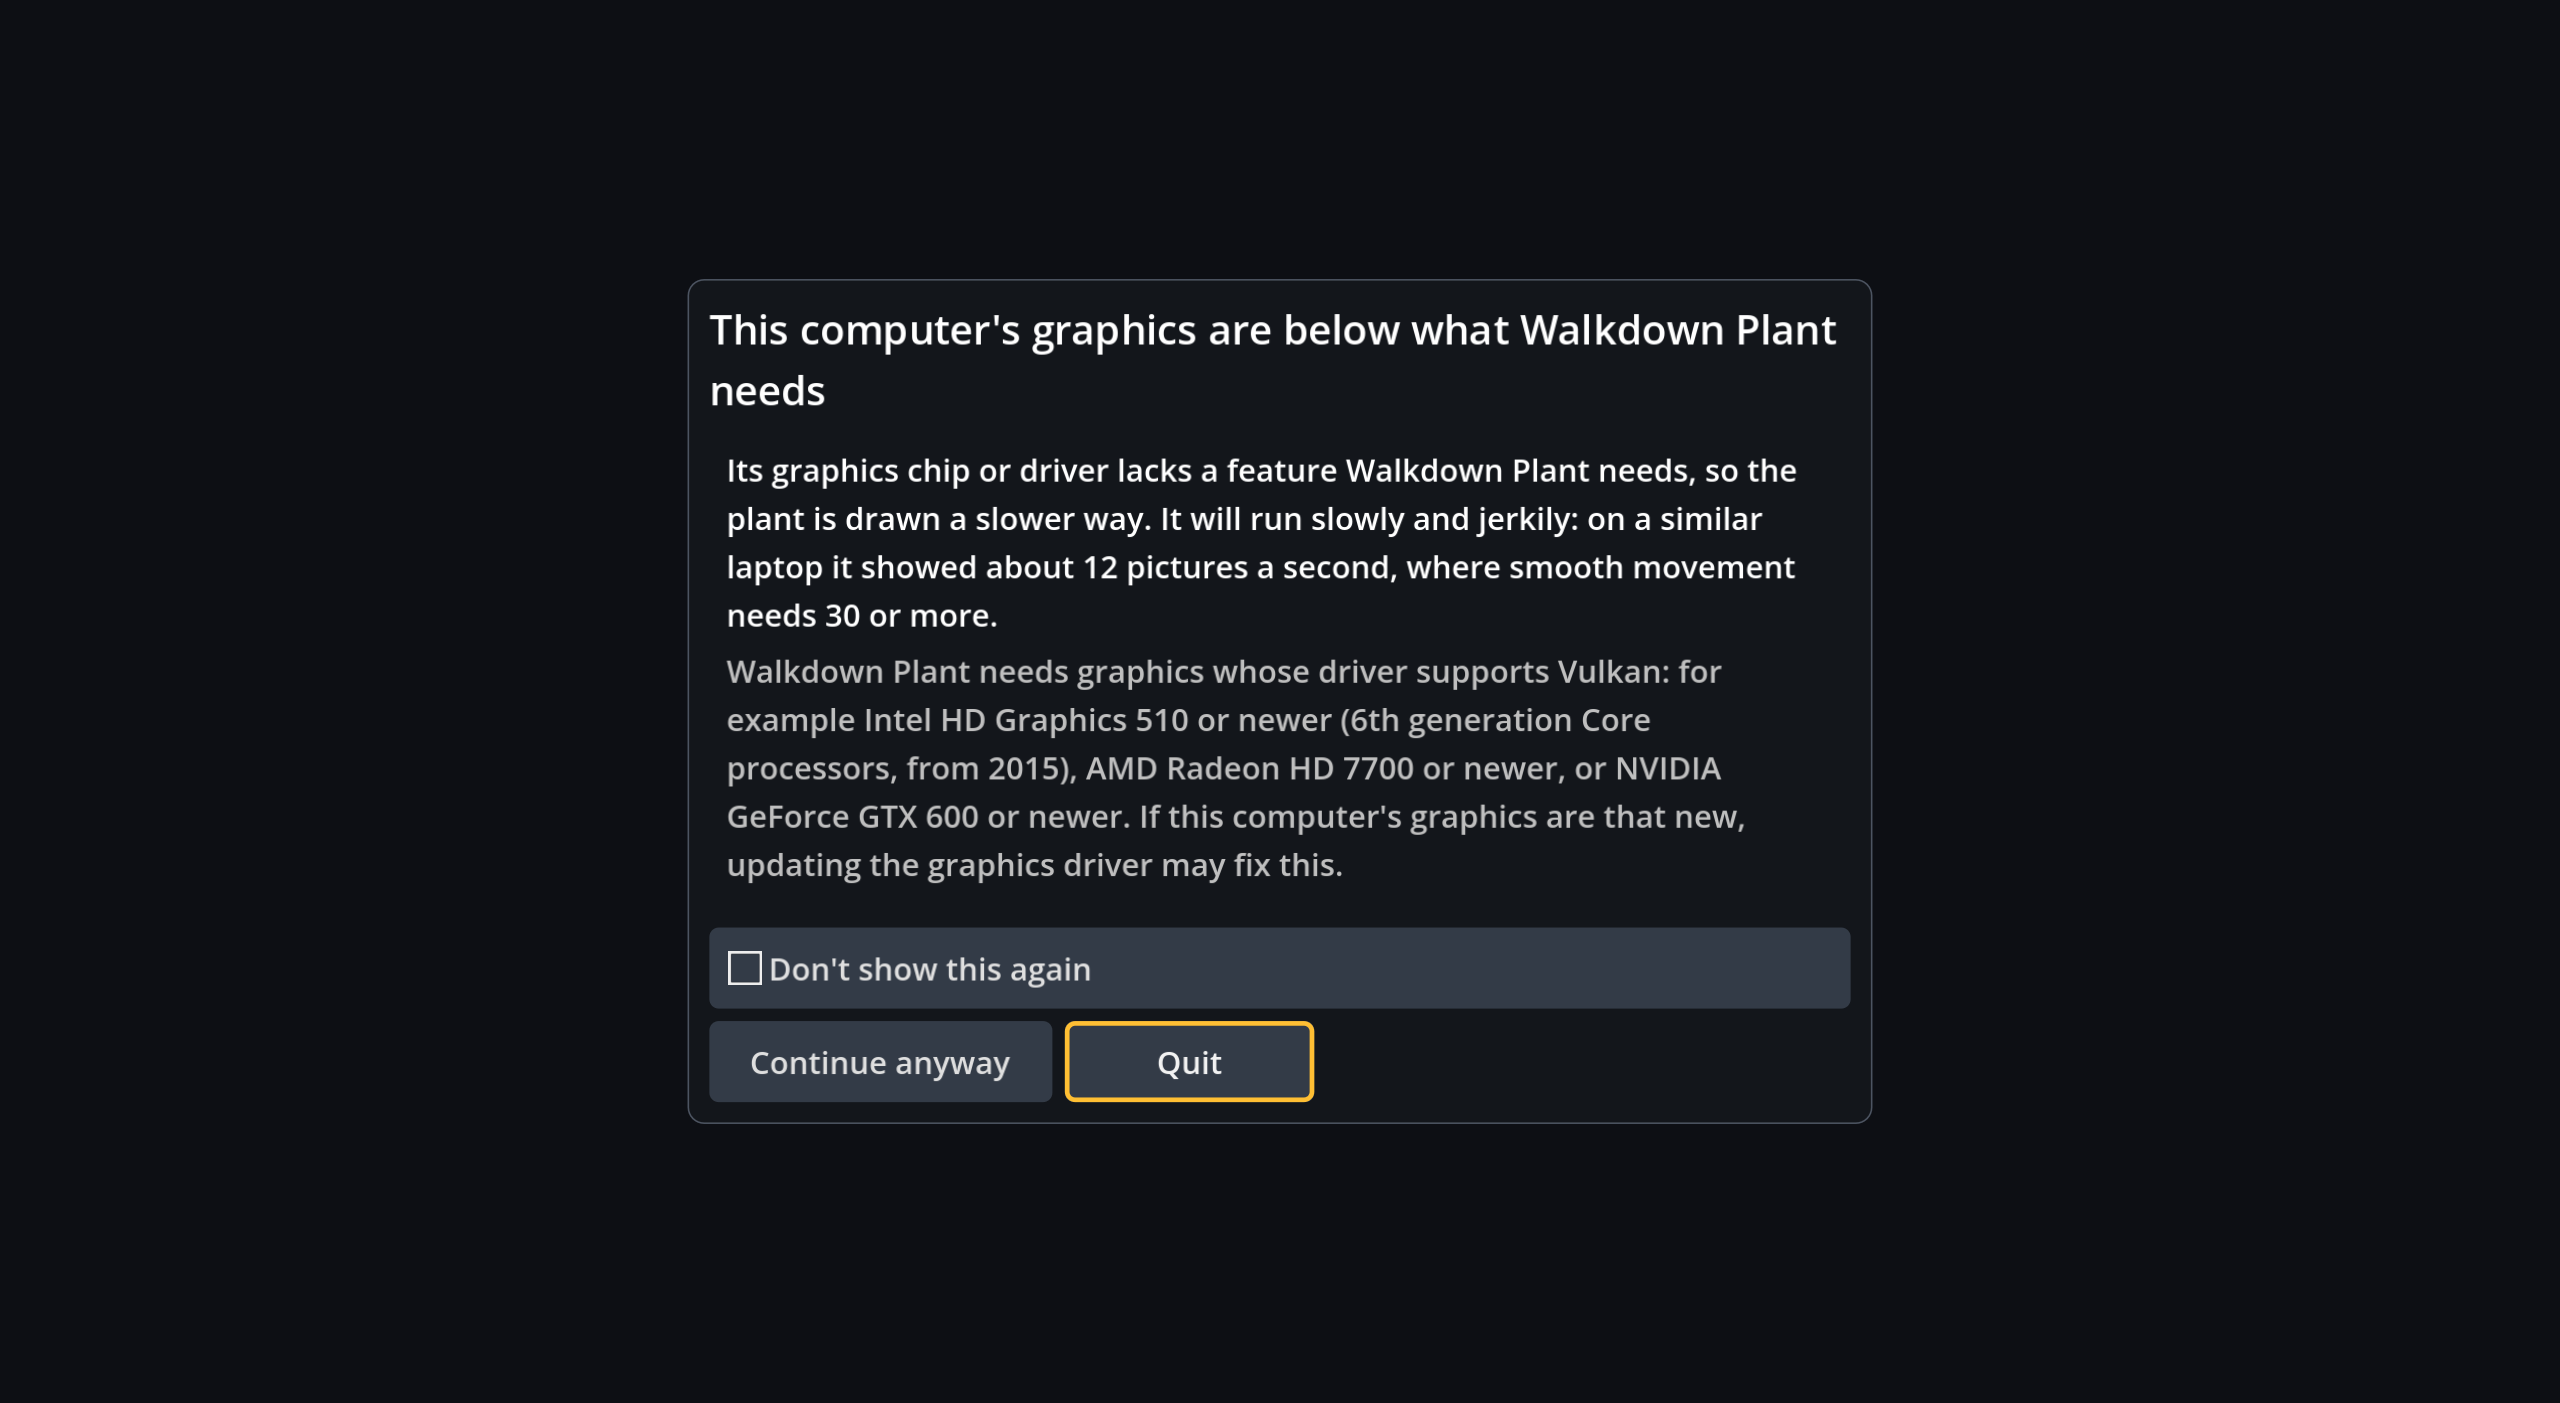 This computer's graphics are below what Walkdown Plant
needs
Its graphics chip or driver lacks a feature Walkdown Plant needs, so the
plant is drawn a slower way. It will run slowly and jerkily: on a similar
laptop it showed about 12 pictures a second, where smooth movement
needs 30 or more.
Walkdown Plant needs graphics whose driver supports Vulkan: for
example Intel HD Graphics 510 or newer (6th generation Core
processors, from 2015), AMD Radeon HD 7700 or newer, or NVIDIA
GeForce GTX 600 or newer. If this computer's graphics are that new,
updating the graphics driver may fix this.
Don't show this again
Continue anyway
Quit